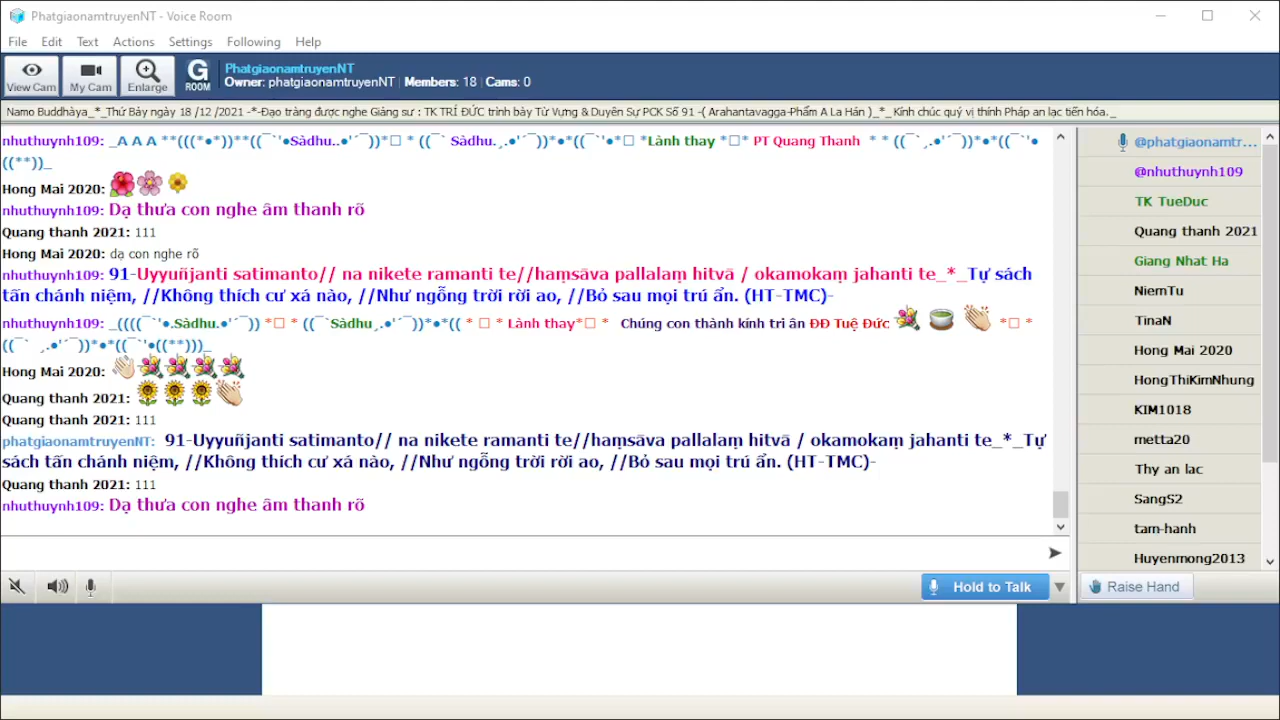 PhatgiaonamtruyenNT - Voice Room
File Edit Text Actions Settings Following Help
View Cam My Cam Enlarge G ROOM
PhatgiaonamtruyenNT
Owner: phatgiaonamtruyenNT | Members: 18 | Cams: 0
Namo Buddhàya_*_Thứ Bảy ngày 18 /12 /2021 -*-Đạo tràng được nghe Giảng sư : TK TRÍ ĐỨC trình bày Từ Vựng & Duyên Sự PCK Số 91 -{ Arahantavagga-Phẩm A La Hán )_*_Kính chúc quý vị thính Pháp an lạc tiến hóa._
nhuthuynh109: _A A A **(((*●*))**((¯`'●Sàdhu..●'´¯))*□ * ((¯` Sàdhu.¸.●'´¯))*●*((¯`'●*□ *Lành thay *□* PT Quang Thanh * * ((¯`¸.●'´¯))*●*((¯`'●
((**))_
Hong Mai 2020:
nhuthuynh109: Dạ thưa con nghe âm thanh rõ
Quang thanh 2021: 111
Hong Mai 2020: dạ con nghe rõ
nhuthuynh109: 91-Uyyuñjanti satimanto// na nikete ramanti te//haṃsāva pallalaṃ hitvā / okamokaṃ jahanti te_*_Tự sách
tấn chánh niệm, //Không thích cư xá nào, //Như ngỗng trời rời ao, //Bỏ sau mọi trú ẩn. (HT-TMC)-
nhuthuynh109: _((((¯`'●.Sàdhu.●'´¯)) *□ * ((¯`Sàdhu¸.●'´¯))*●*(( * □ * Lành thay*□ * Chúng con thành kính tri ân ĐĐ Tuệ Đức *□ *
((¯` ¸.●'´¯))*●*((¯`'●((**)))_
Hong Mai 2020:
Quang thanh 2021:
Quang thanh 2021: 111
phatgiaonamtruyenNT: 91-Uyyuñjanti satimanto// na nikete ramanti te//haṃsāva pallalaṃ hitvā / okamokaṃ jahanti te_*_Tự
sách tấn chánh niệm, //Không thích cư xá nào, //Như ngỗng trời rời ao, //Bỏ sau mọi trú ẩn. (HT-TMC)-
Quang thanh 2021: 111
nhuthuynh109: Dạ thưa con nghe âm thanh rõ
@phatgiaonamtr...
@nhuthuynh109
TK TueDuc
Quang thanh 2021
Giang Nhat Ha
NiemTu
TinaN
Hong Mai 2020
HongThiKimNhung
KIM1018
metta20
Thy an lac
SangS2
tam-hanh
Huyenmong2013
Hold to Talk
Raise Hand